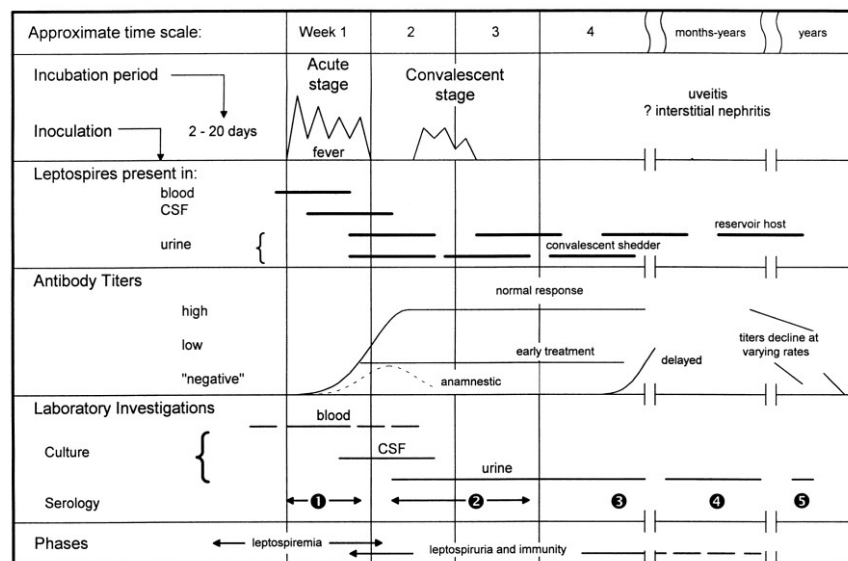 Approximate time scale: Week 1 2 3 4 months-years years
Incubation period
Acute stage
Convalescent stage
uveitis
? interstitial nephritis
Inoculation 2 - 20 days
fever
Leptospires present in:
blood
CSF
reservoir host
urine {
convalescent shedder
Antibody Titers
normal response
high
low
early treatment
delayed
titers decline at varying rates
"negative"
anamnestic
Laboratory Investigations
blood
Culture {
CSF
urine
Serology ❶ ❷ ❸ ❹ ❺
Phases
leptospiremia
leptospiruria and immunity